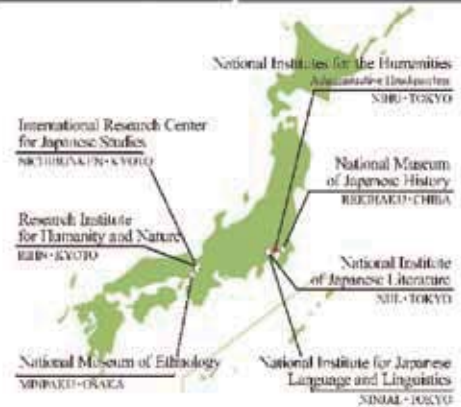 National Institutes for the Humanities
Administrative Headquarters
NIHU・TOKYO
International Research Center
for Japanese Studies
NICHIBUNKEN・KYOTO
National Museum
of Japanese History
REKIHAKU・CHIBA
Research Institute
for Humanity and Nature
RIHN・KYOTO
National Institute
of Japanese Literature
NIJL・TOKYO
National Museum of Ethnology
MINPAKU・OSAKA
National Institute for Japanese
Language and Linguistics
NINJAL・TOKYO